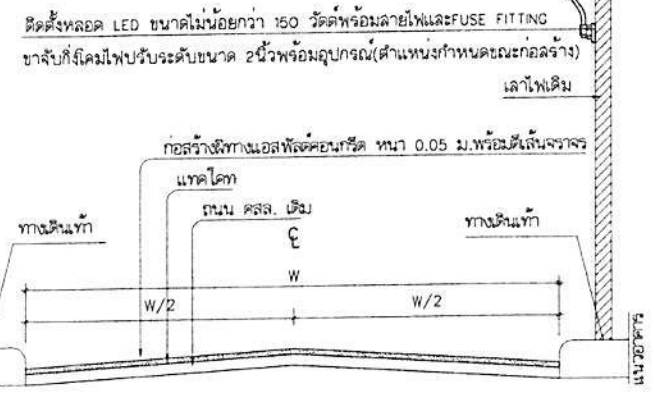 ติดตั้งหลอด LED ขนาดไม่น้อยกว่า 150 วัตต์พร้อมสายไฟและFUSE FITTING
ขาจับกิ่งโคมไฟปรับระดับขนาด 2นิ้วพร้อมอุปกรณ์(ตำแหน่งกำหนดขณะก่อสร้าง)
เสาไฟเดิม
ก่อสร้างผิวทางแอสฟัลต์คอนกรีต หนา 0.05 ม.พร้อมตีเส้นจราจร
แทคโคท
ถนน คสล. เดิม
ทางเดินเท้า
ทางเดินเท้า
W
W/2
W/2